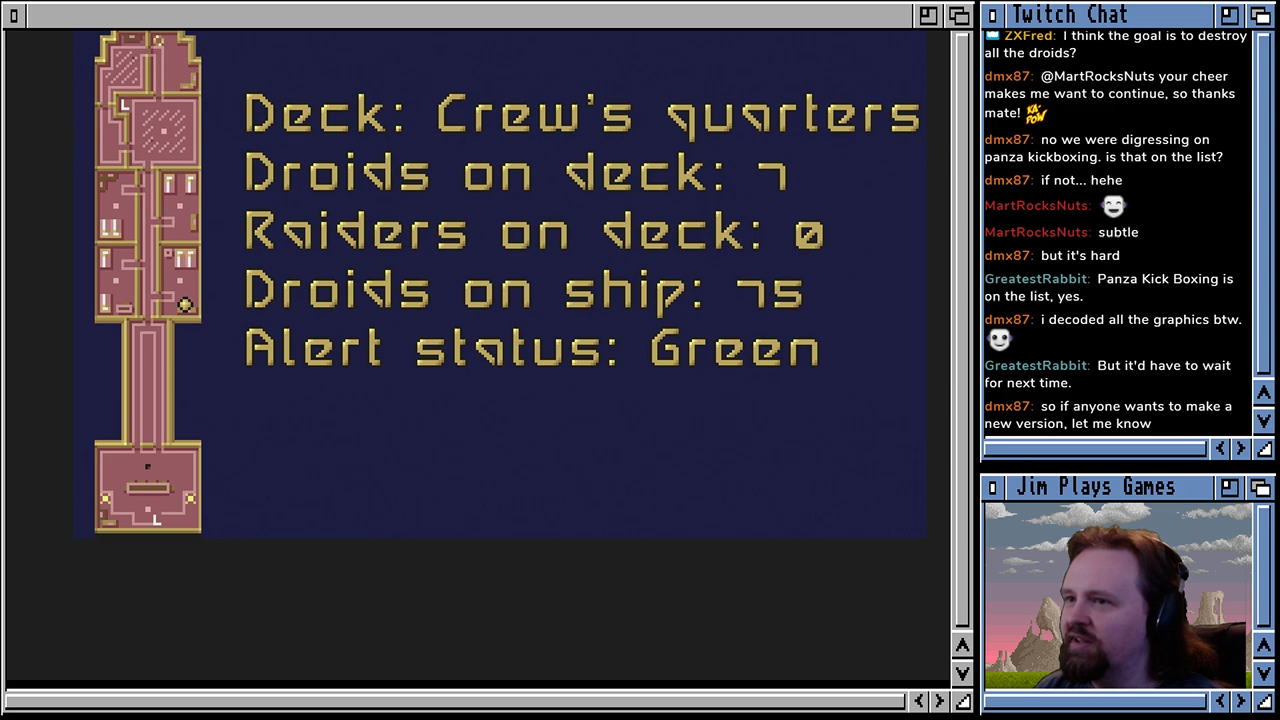 Deck: Crew's quarters
Droids on deck: 7
Raiders on deck: 0
Droids on ship: 75
Alert status: Green
L
L
Twitch Chat
ZXFred: I think the goal is to destroy
all the droids?
dmx87: @MartRocksNuts your cheer
makes me want to continue, so thanks
mate! KA-POW
dmx87: no we were digressing on
panza kickboxing. is that on the list?
dmx87: if not... hehe
MartRocksNuts:
MartRocksNuts: subtle
dmx87: but it's hard
GreatestRabbit: Panza Kick Boxing is
on the list, yes.
dmx87: i decoded all the graphics btw.
GreatestRabbit: But it'd have to wait
for next time.
dmx87: so if anyone wants to make a
new version, let me know
Jim Plays Games